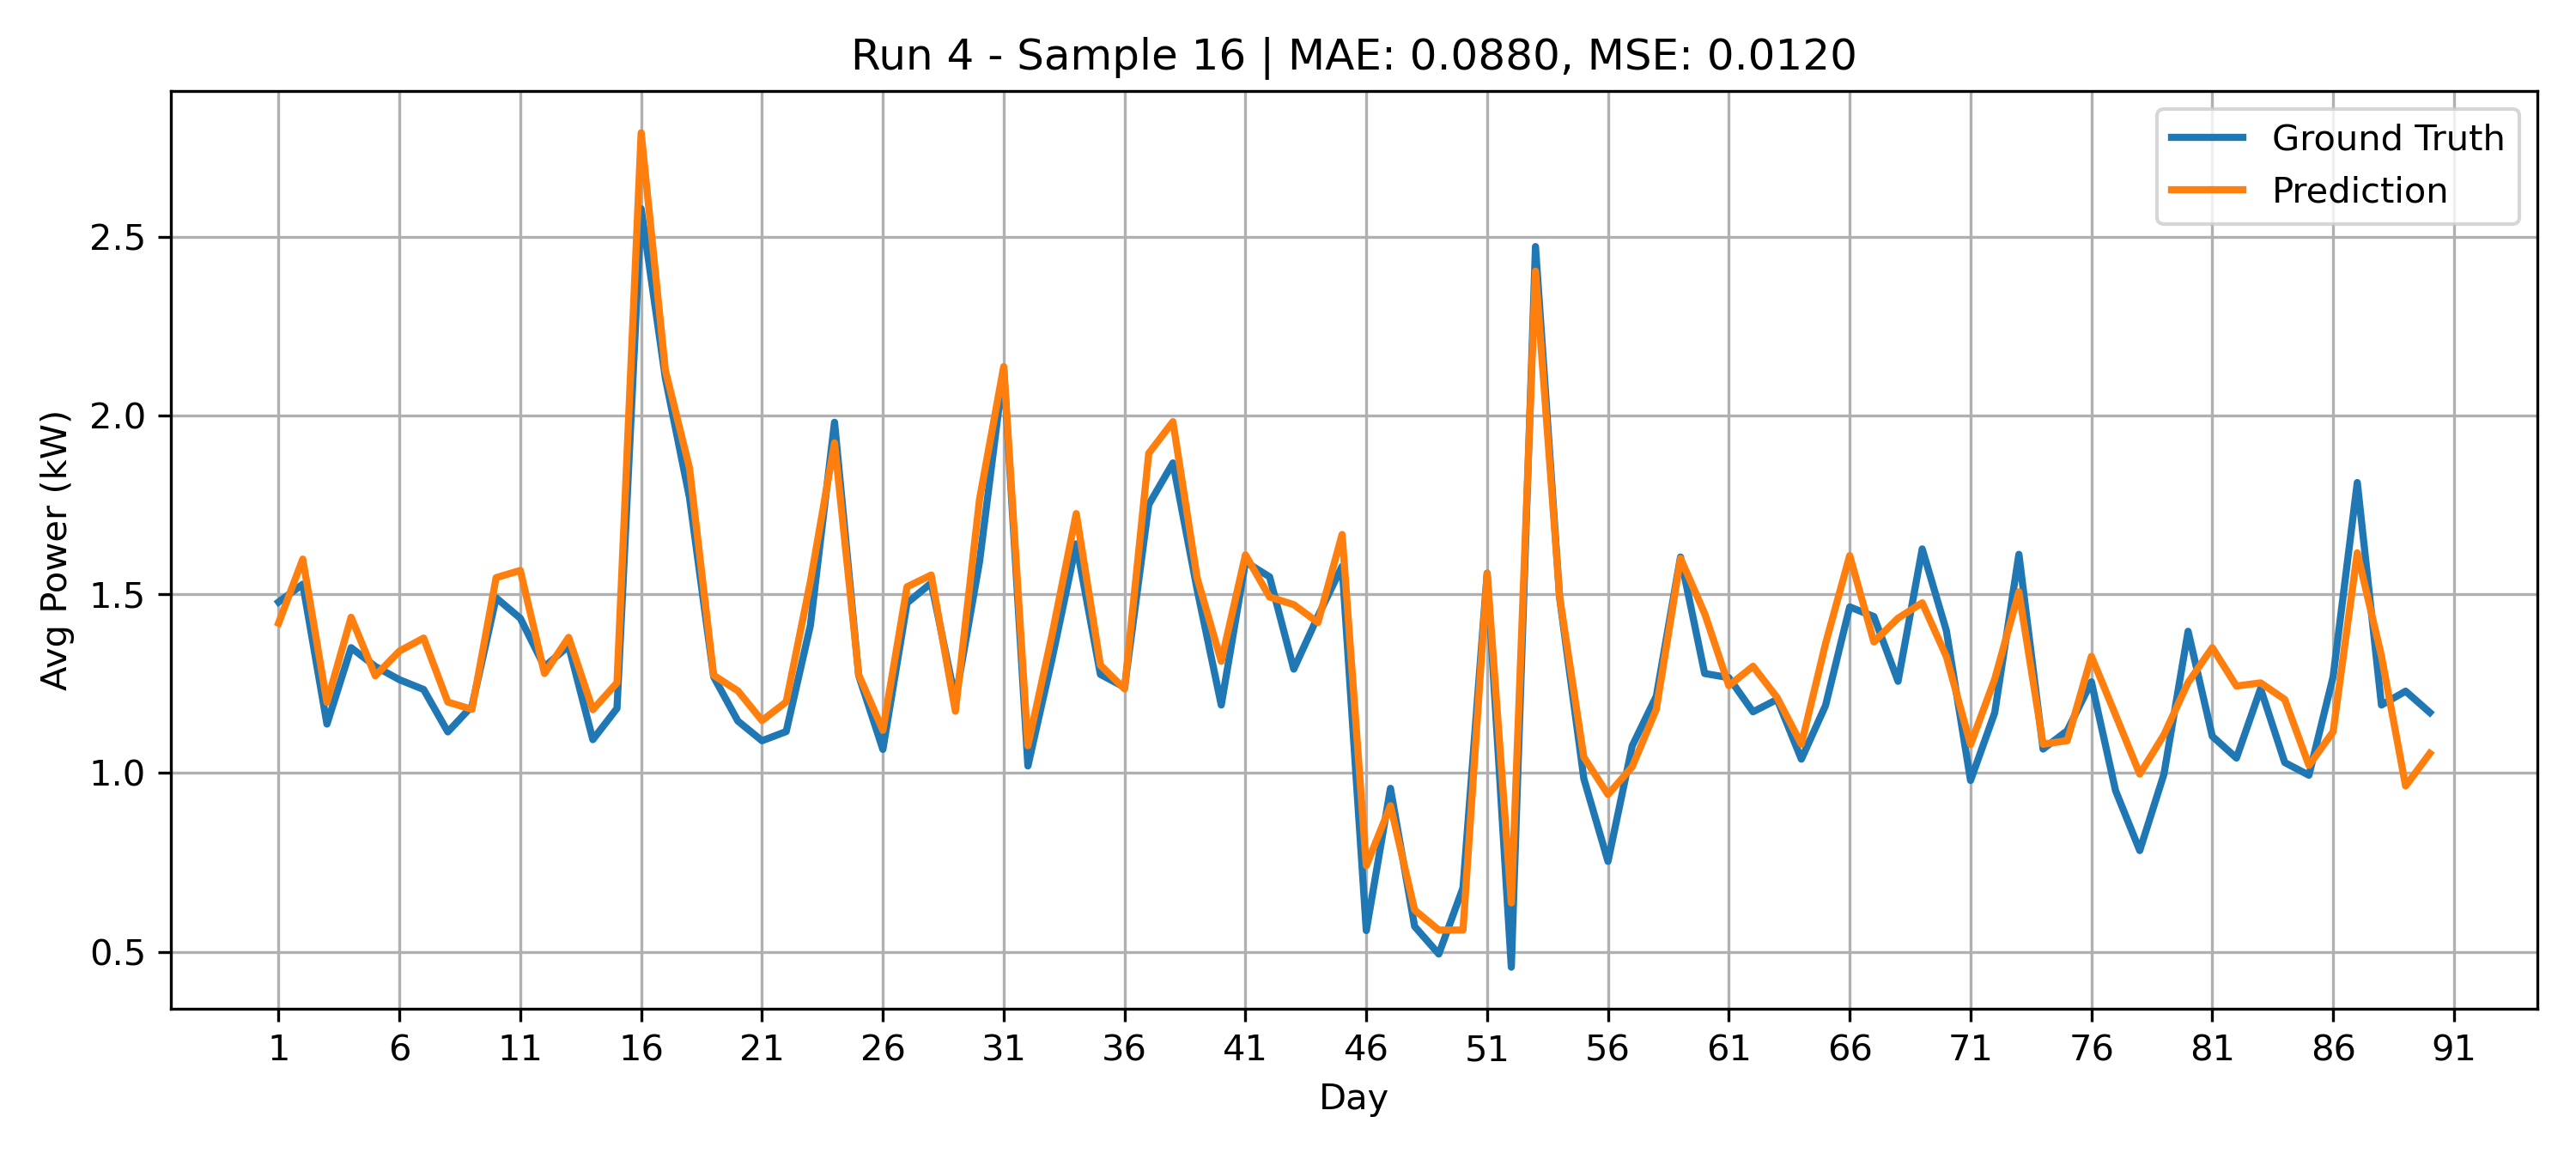 Run 4 - Sample 16 | MAE: 0.0880, MSE: 0.0120
Ground Truth
Prediction
Avg Power (kW)
2.5
2.0
1.5
1.0
0.5
1 6 11 16 21 26 31 36 41 46 51 56 61 66 71 76 81 86 91
Day